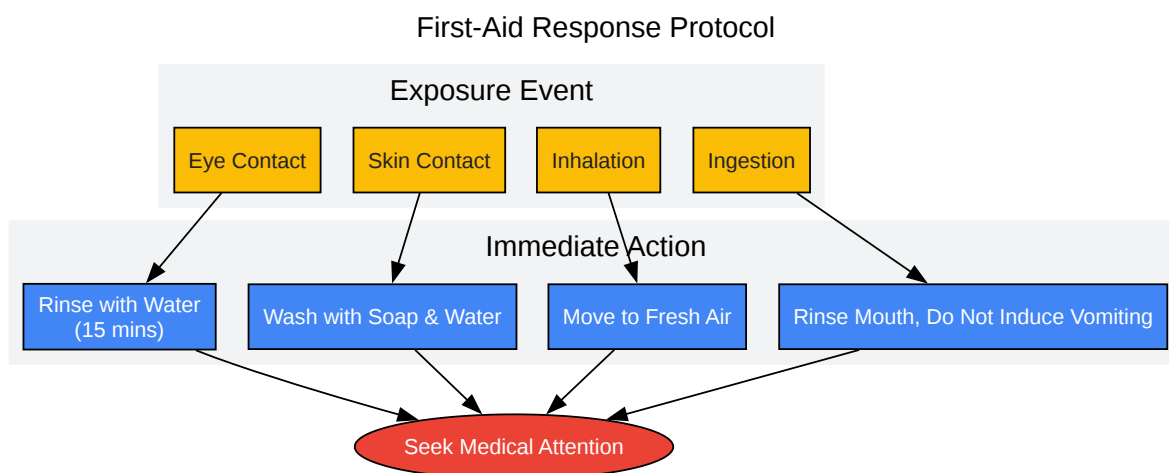 First-Aid Response Protocol
Exposure Event
Eye Contact
Skin Contact
Inhalation
Ingestion
Immediate Action
Rinse with Water
(15 mins)
Wash with Soap & Water
Move to Fresh Air
Rinse Mouth, Do Not Induce Vomiting
Seek Medical Attention